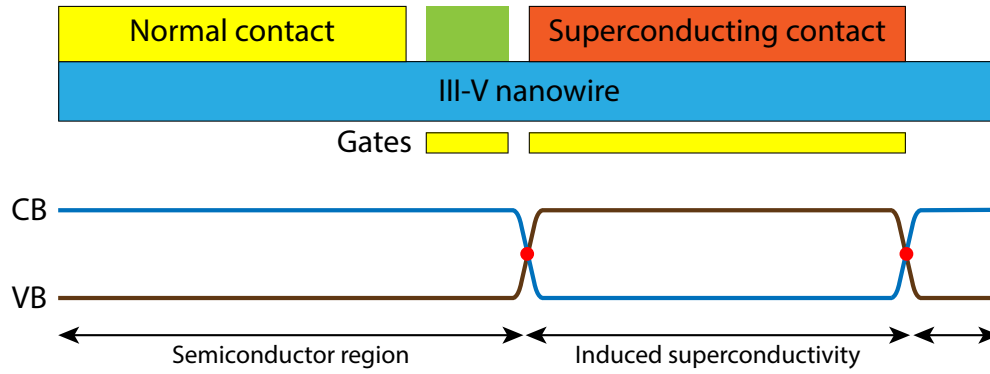 Normal contact
Superconducting contact
III-V nanowire
Gates
CB
VB
Semiconductor region
Induced superconductivity